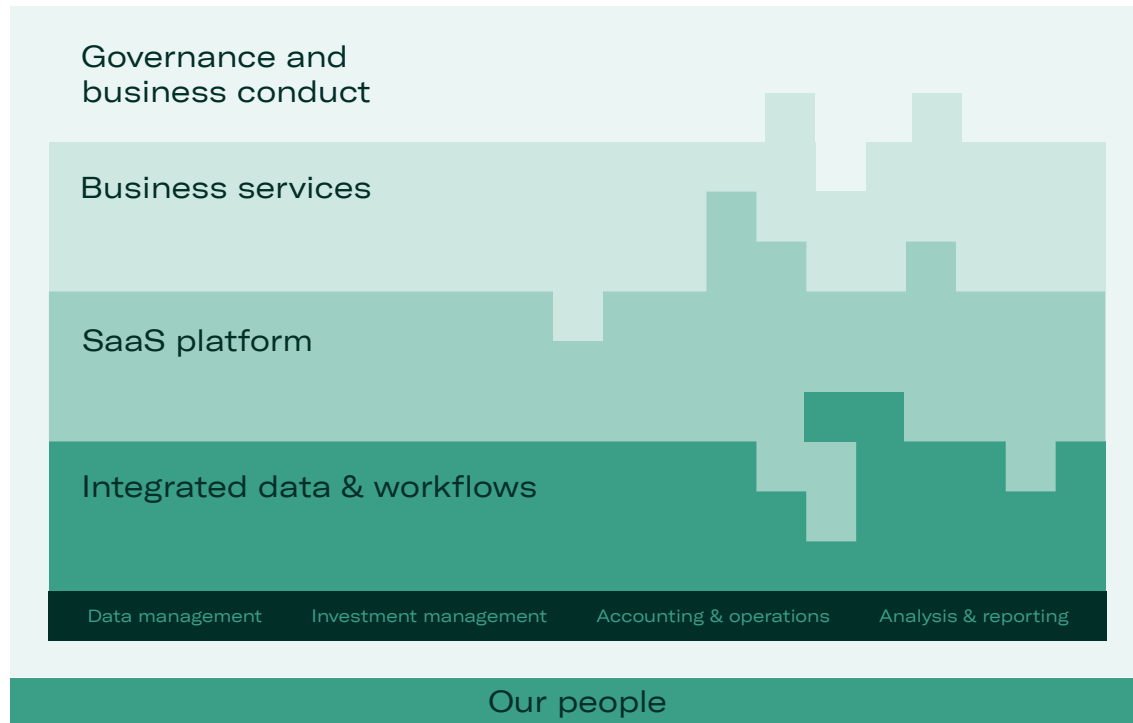 Governance and
business conduct
Business services
SaaS platform
Integrated data & workflows
Data management Investment management Accounting & operations Analysis & reporting
Our people